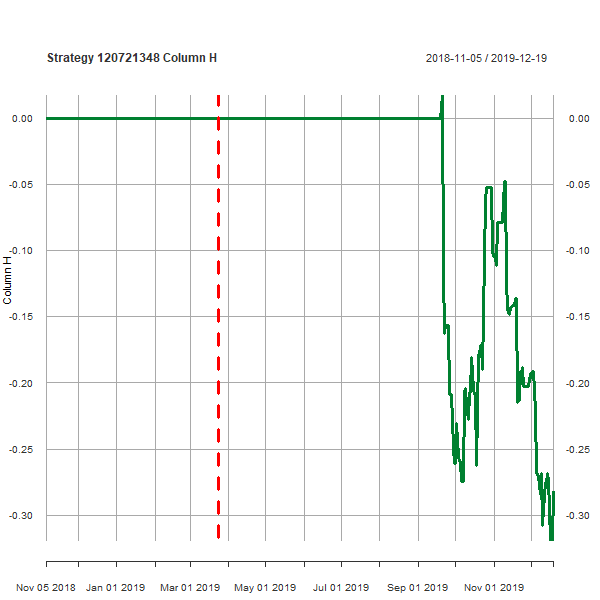 Strategy 120721348 Column H
2018-11-05 / 2019-12-19
0.00 0.00
-0.05 -0.05
-0.10 -0.10
Column H
-0.15 -0.15
-0.20 -0.20
-0.25 -0.25
-0.30 -0.30
Nov 05 2018 Jan 01 2019 Mar 01 2019 May 01 2019 Jul 01 2019 Sep 01 2019 Nov 01 2019